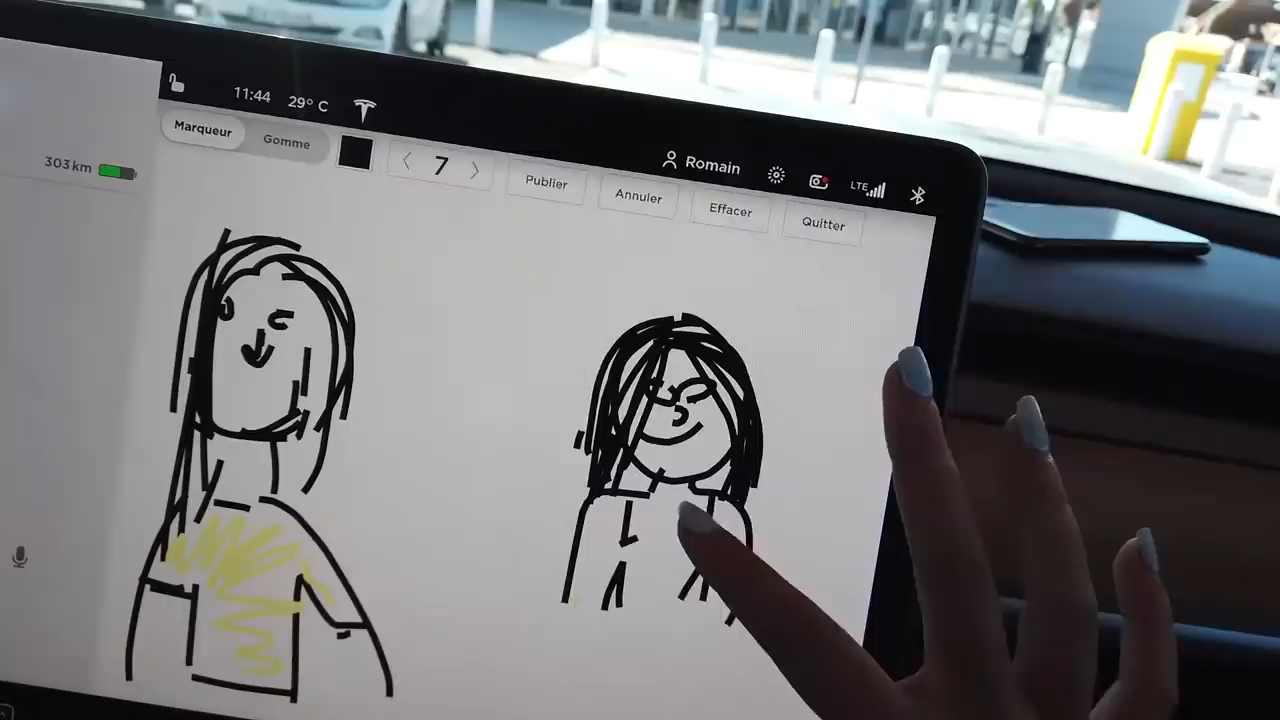 11:44 29° C
Romain
LTE
Marqueur Gomme
7
Publier Annuler Effacer Quitter
303 km